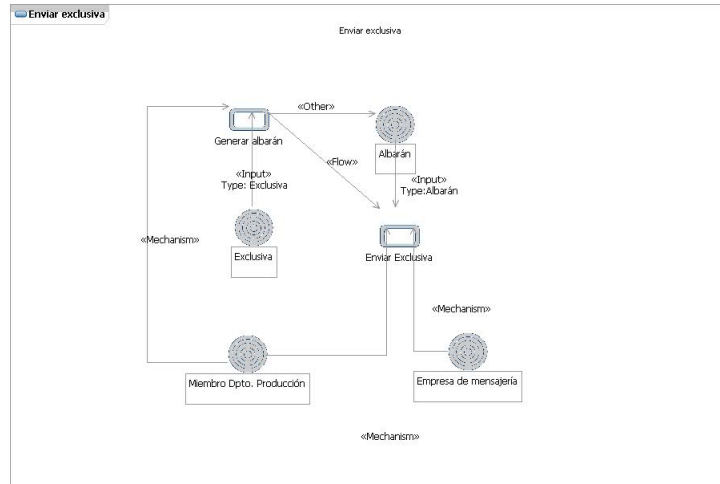 Enviar exclusiva
Enviar exclusiva
«Other»
Generar albarán
Albarán
«Flow»
«Input»
Type: Exclusiva
«Input»
Type:Albarán
«Mechanism»
Exclusiva
Enviar Exclusiva
«Mechanism»
Miembro Dpto. Producción
Empresa de mensajería
«Mechanism»